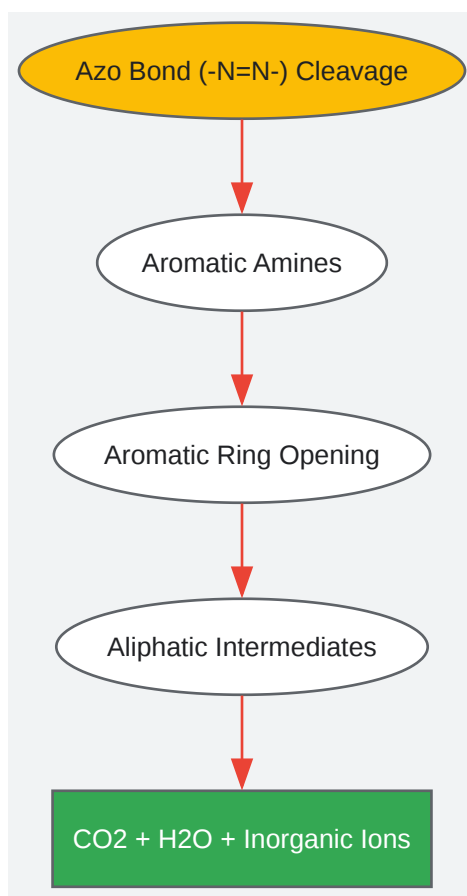 Azo Bond (-N=N-) Cleavage
Aromatic Amines
Aromatic Ring Opening
Aliphatic Intermediates
CO2 + H2O + Inorganic Ions